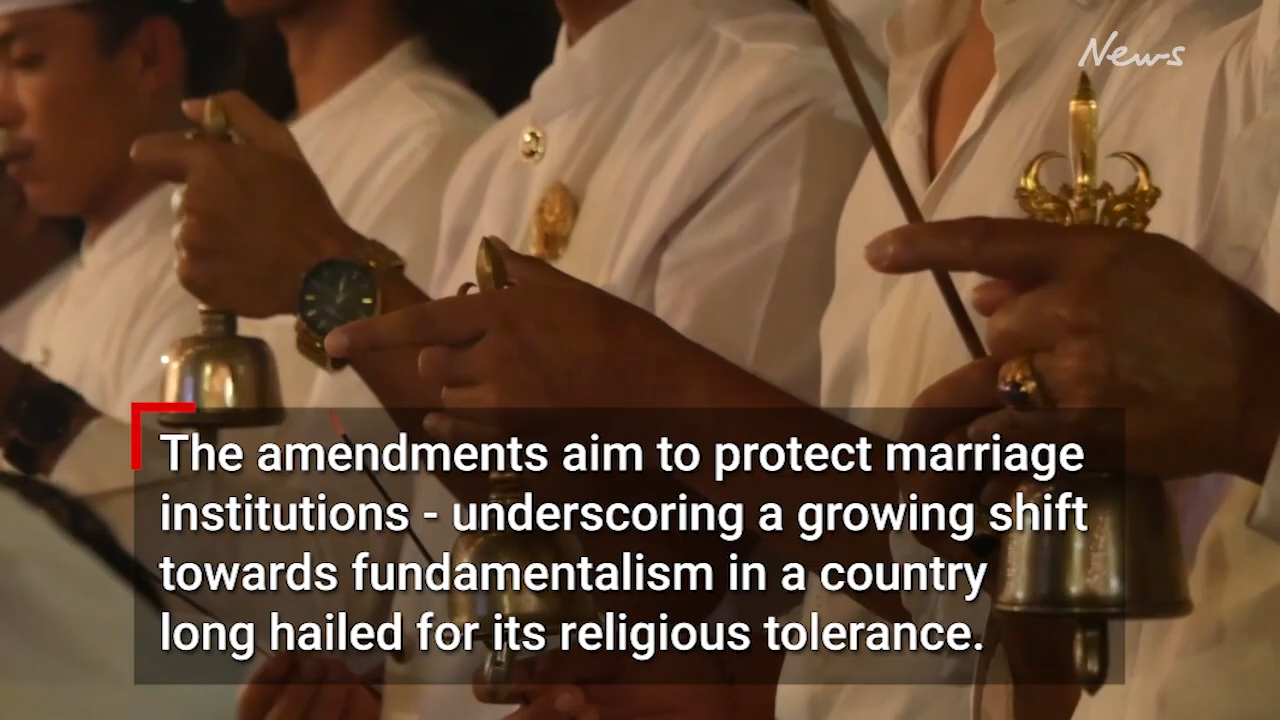 News
The amendments aim to protect marriage
institutions - underscoring a growing shift
towards fundamentalism in a country
long hailed for its religious tolerance.